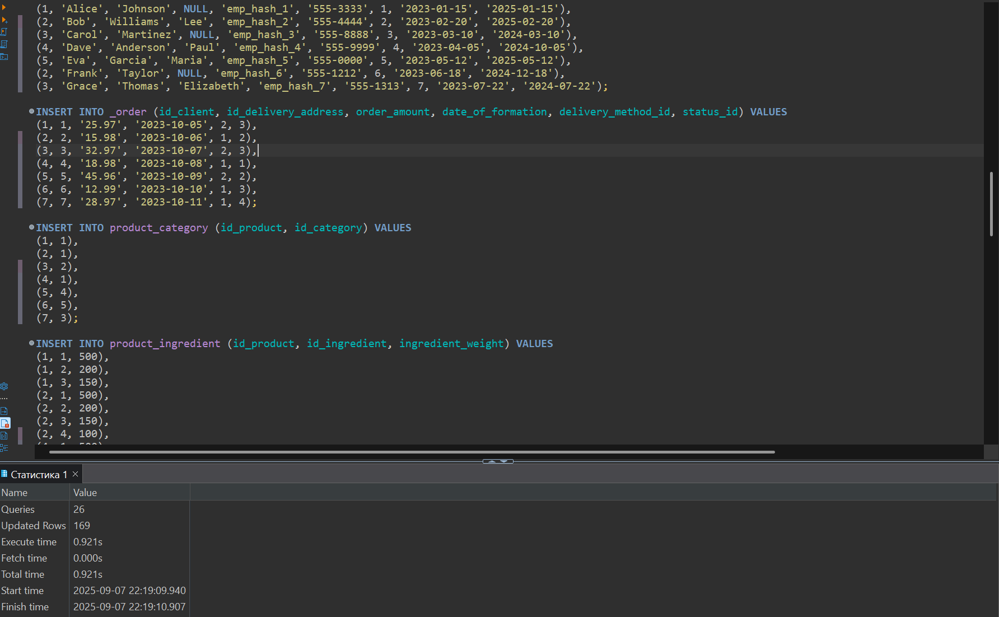 (1, 'Alice', 'Johnson', NULL, 'emp_hash_1', '555-3333', 1, '2023-01-15', '2025-01-15'),
(2, 'Bob', 'Williams', 'Lee', 'emp_hash_2', '555-4444', 2, '2023-02-20', '2025-02-20'),
(3, 'Carol', 'Martinez', NULL, 'emp_hash_3', '555-8888', 3, '2023-03-10', '2024-03-10'),
(4, 'Dave', 'Anderson', 'Paul', 'emp_hash_4', '555-9999', 4, '2023-04-05', '2024-10-05'),
(5, 'Eva', 'Garcia', 'Maria', 'emp_hash_5', '555-0000', 5, '2023-05-12', '2025-05-12'),
(2, 'Frank', 'Taylor', NULL, 'emp_hash_6', '555-1212', 6, '2023-06-18', '2024-12-18'),
(3, 'Grace', 'Thomas', 'Elizabeth', 'emp_hash_7', '555-1313', 7, '2023-07-22', '2024-07-22');
INSERT INTO _order (id_client, id_delivery_address, order_amount, date_of_formation, delivery_method_id, status_id) VALUES
(1, 1, '25.97', '2023-10-05', 2, 3),
(2, 2, '15.98', '2023-10-06', 1, 2),
(3, 3, '32.97', '2023-10-07', 2, 3),
(4, 4, '18.98', '2023-10-08', 1, 1),
(5, 5, '45.96', '2023-10-09', 2, 2),
(6, 6, '12.99', '2023-10-10', 1, 3),
(7, 7, '28.97', '2023-10-11', 1, 4);
INSERT INTO product_category (id_product, id_category) VALUES
(1, 1),
(2, 1),
(3, 2),
(4, 1),
(5, 4),
(6, 5),
(7, 3);
INSERT INTO product_ingredient (id_product, id_ingredient, ingredient_weight) VALUES
(1, 1, 500),
(1, 2, 200),
(1, 3, 150),
(2, 1, 500),
(2, 2, 200),
(2, 3, 150),
(2, 4, 100),
Статистика 1
Name Value
Queries 26
Updated Rows 169
Execute time 0.921s
Fetch time 0.000s
Total time 0.921s
Start time 2025-09-07 22:19:09.940
Finish time 2025-09-07 22:19:10.907